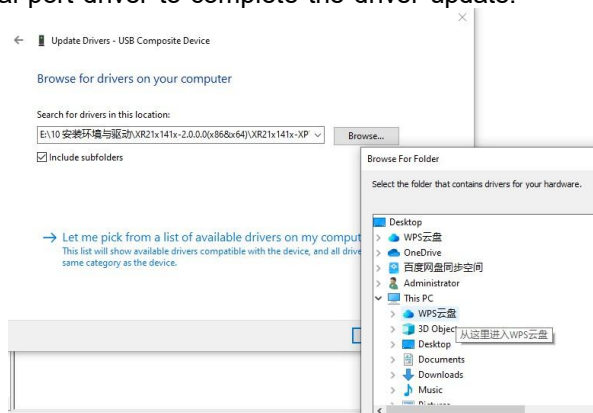 al port driver to complete the driver update.
Update Drivers - USB Composite Device
Browse for drivers on your computer
Search for drivers in this location:
E:\10 安装环境与驱动\XR21x141x-2.0.0.0(x86&x64)\XR21x141x-XP
Browse...
Include subfolders
Let me pick from a list of available drivers on my comput
This list will show available drivers compatible with the device, and all drive
same category as the device.
Browse For Folder
Select the folder that contains drivers for your hardware.
Desktop
WPS云盘
OneDrive
百度网盘同步空间
Administrator
This PC
WPS云盘
3D Objec
从这里进入WPS云盘
Desktop
Documents
Downloads
Music